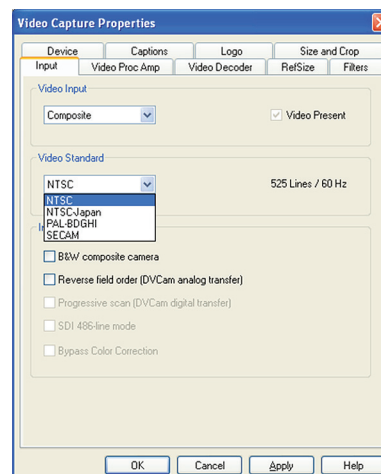 Video Capture Properties
Device Captions Logo Size and Crop
Input Video Proc Amp Video Decoder RefSize Filters
Video Input
Composite Video Present
Video Standard
NTSC 525 Lines / 60 Hz
NTSC
NTSC-Japan
PAL-BDGHI
SECAM
B&W composite camera
Reverse field order (DVCam analog transfer)
Progressive scan (DVCam digital transfer)
SDI 486-line mode
Bypass Color Correction
OK Cancel Apply Help